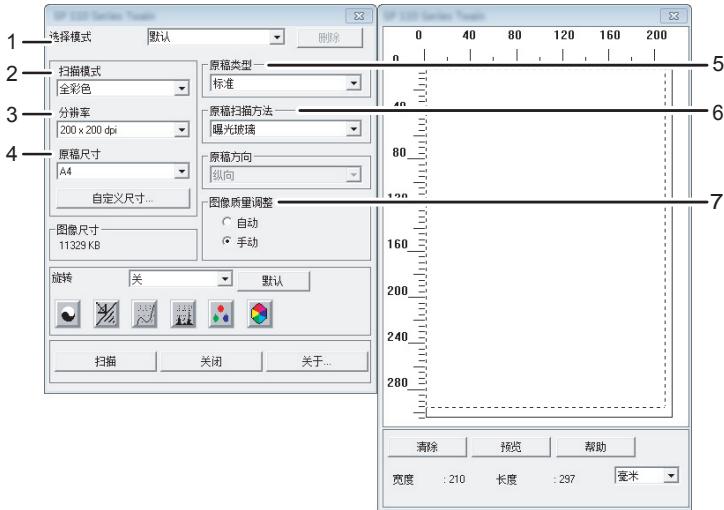 SP 110 Series Twain
1
选择模式
默认
删除
2
扫描模式
全彩色
3
分辨率
200 x 200 dpi
4
原稿尺寸
A4
自定义尺寸...
图像尺寸
11329 KB
原稿类型
5
标准
原稿扫描方法
6
曝光玻璃
原稿方向
纵向
图像质量调整
7
自动
手动
旋转
关
默认
扫描
关闭
关于...
SP 110 Series Twain
0 40 80 120 160 200
0
40
80
120
160
200
240
280
清除
预览
帮助
宽度 : 210 长度 : 297 毫米